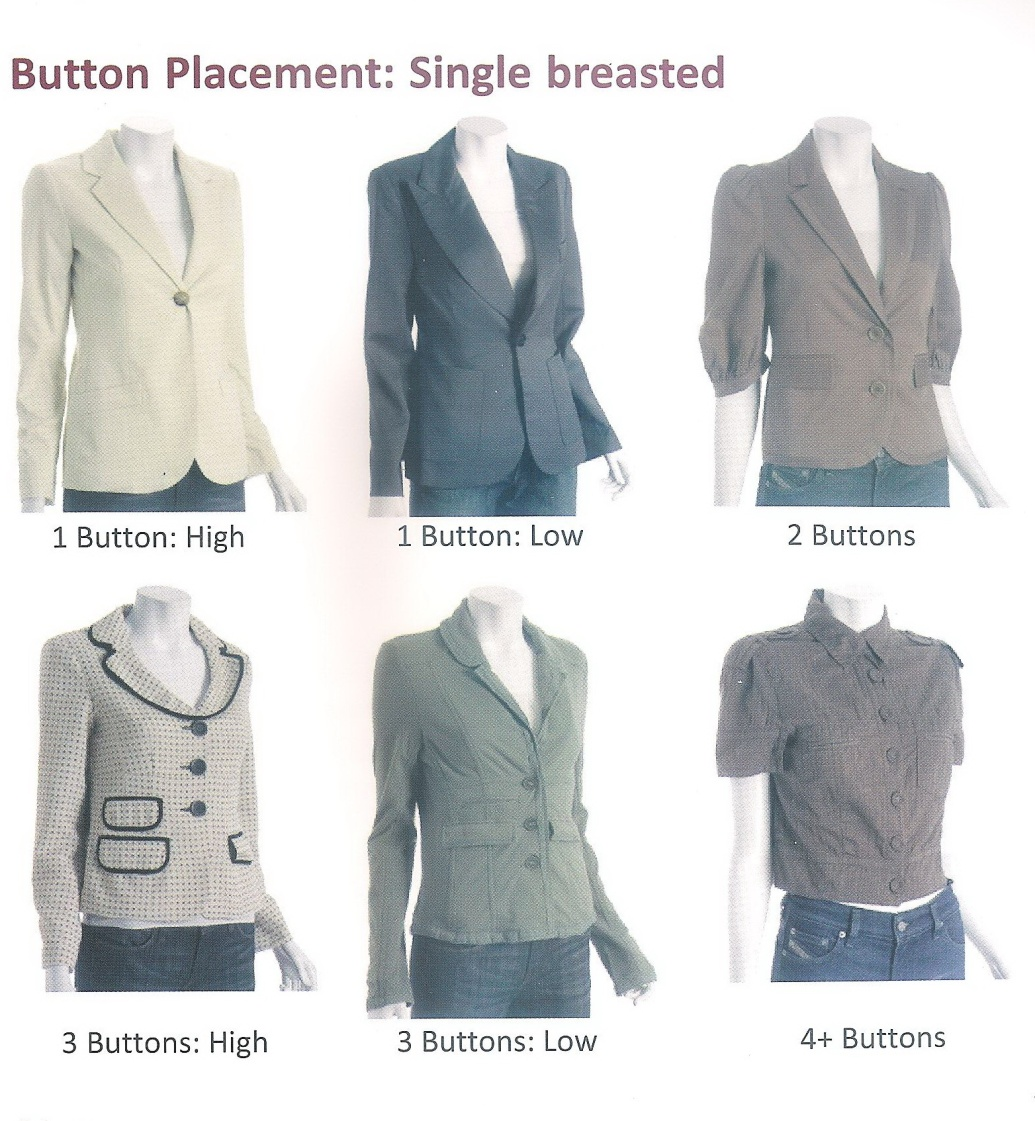 Button Placement: Single breasted
1 Button: High
1 Button: Low
2 Buttons
3 Buttons: High
3 Buttons: Low
4+ Buttons